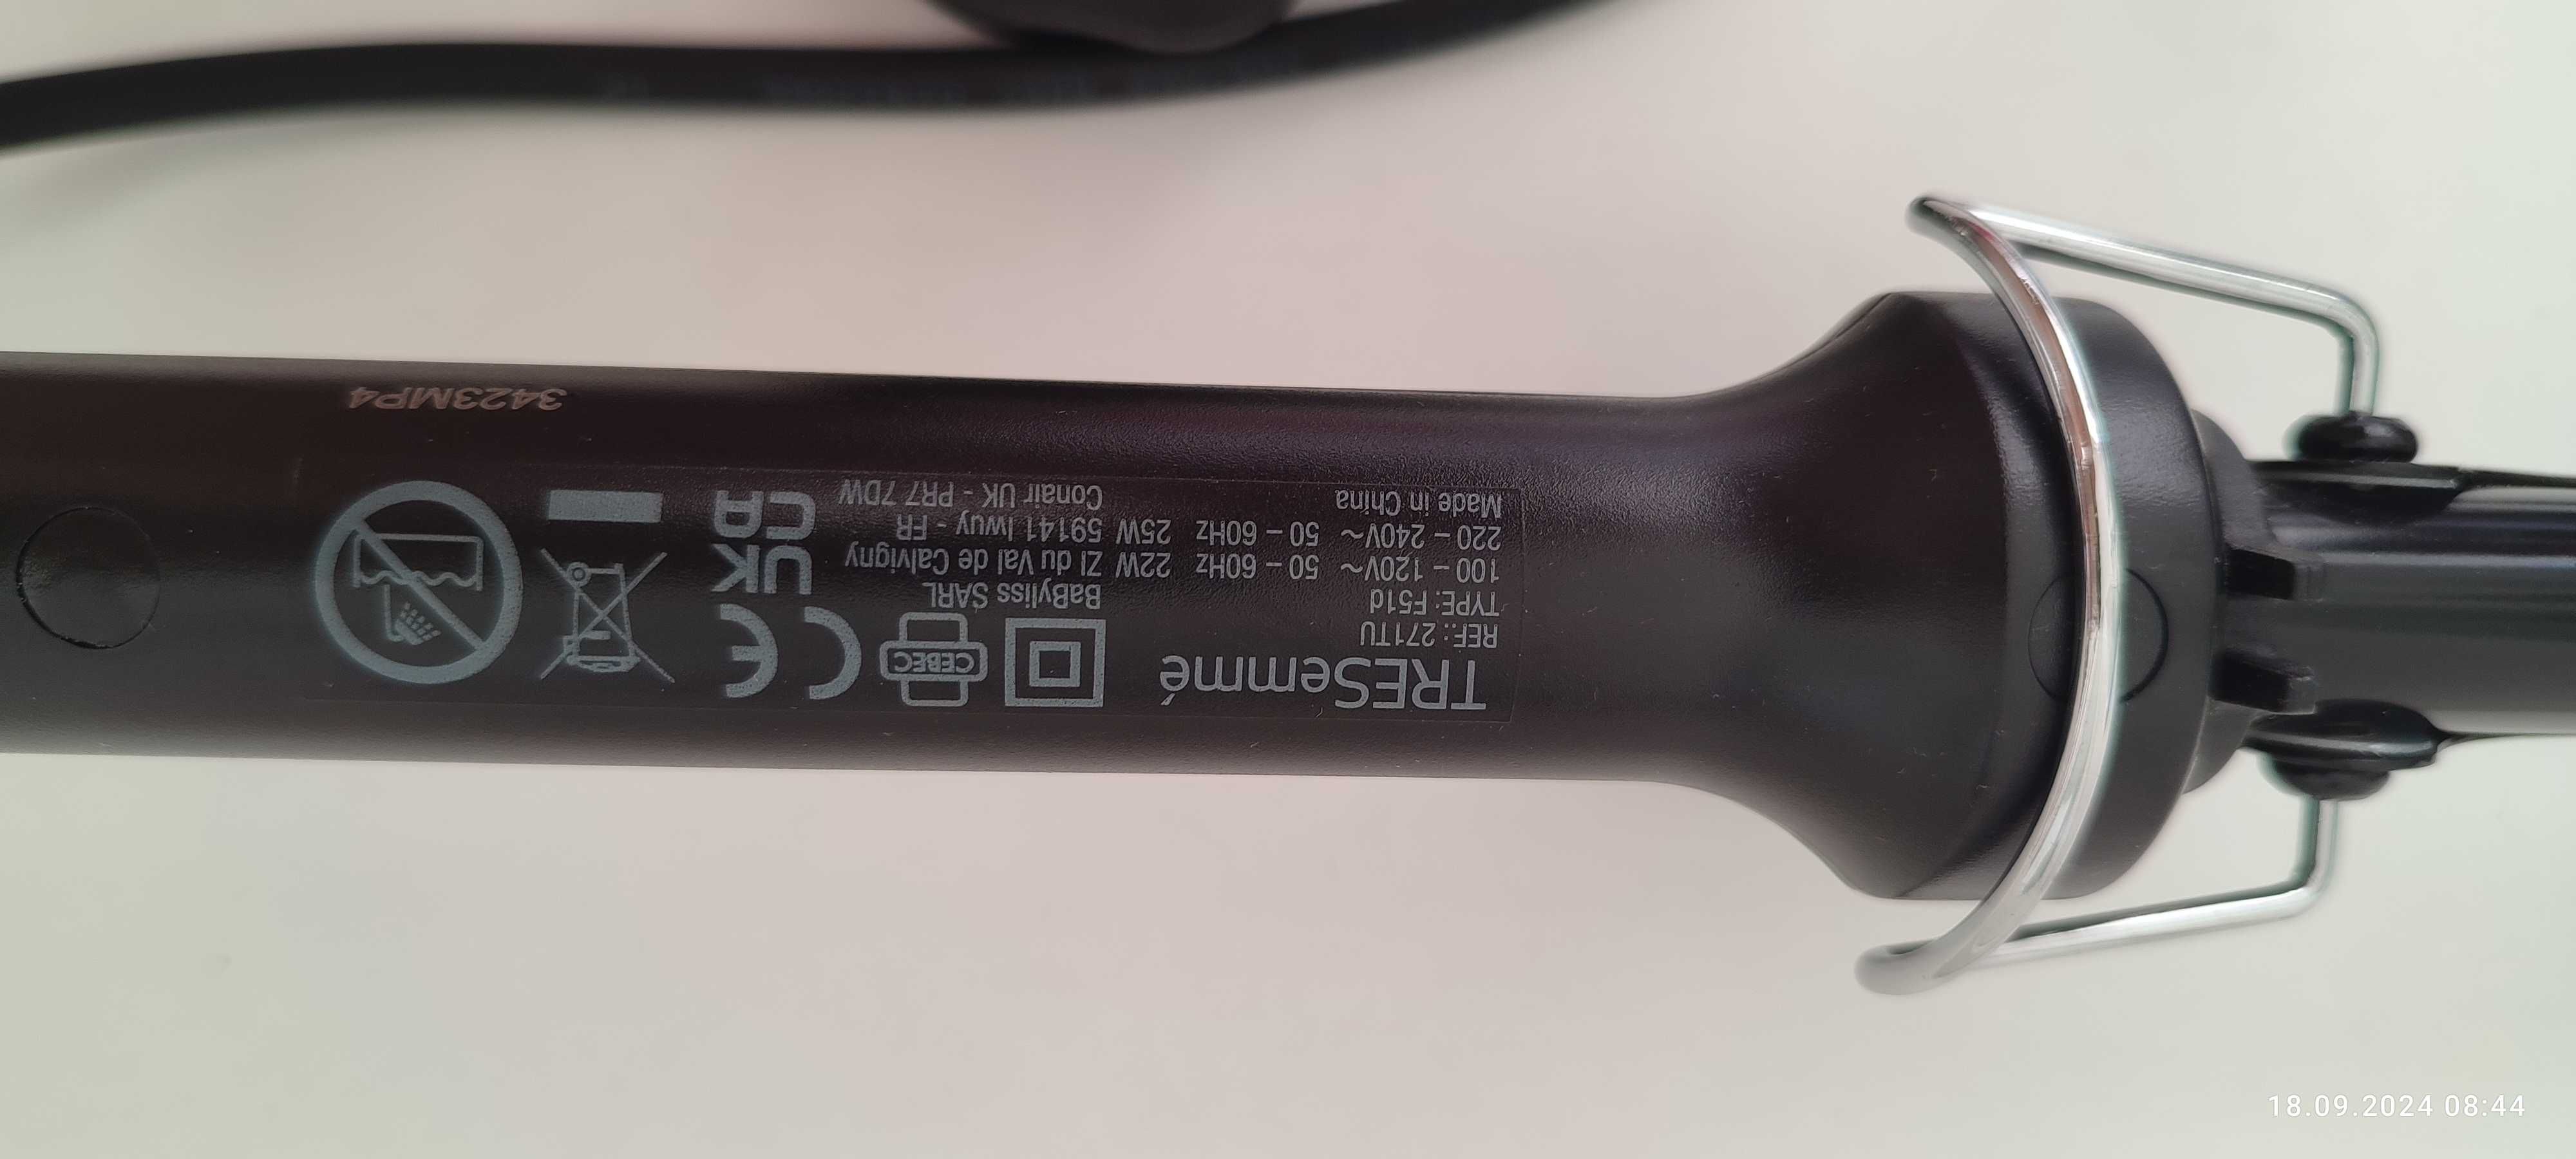 TRESemmé
REF.: 271TU
TYPE: F51d
100 – 120V~ 50 – 60Hz 22W
220 – 240V~ 50 – 60Hz 25W
Made in China
CEBEC
BaByliss SARL
ZI du Val de Calvigny
59141 Iwuy - FR
Conair UK - PR7 7DW
CE
UK
CA
3423MP4
18.09.2024 08:44